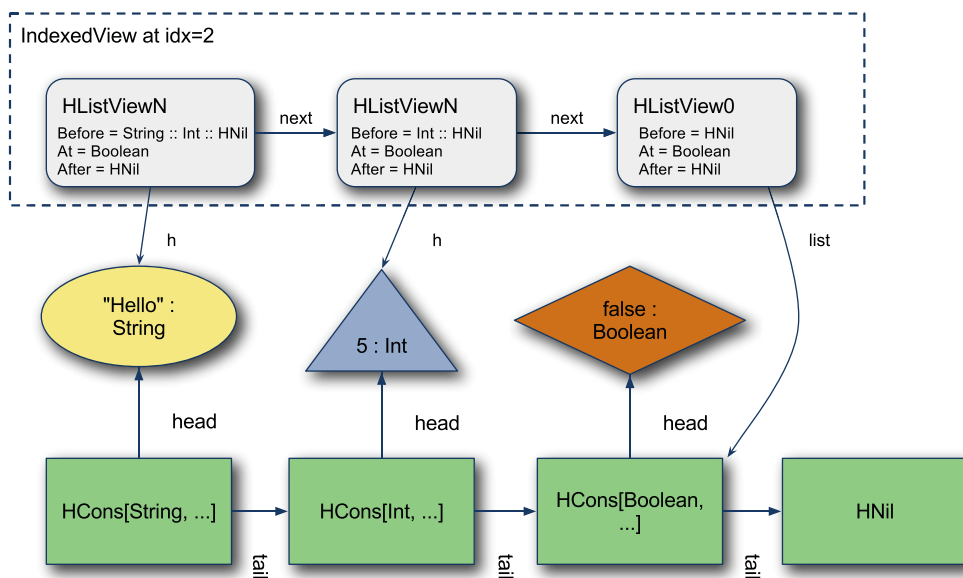 IndexedView at idx=2
HListViewN
Before = String :: Int :: HNil
At = Boolean
After = HNil
next
HListViewN
Before = Int :: HNil
At = Boolean
After = HNil
next
HListView0
Before = HNil
At = Boolean
After = HNil
h
h
list
"Hello" :
String
5 : Int
false :
Boolean
head
head
head
HCons[String, ...]
HCons[Int, ...]
HCons[Boolean,
...]
HNil
tail
tail
tail